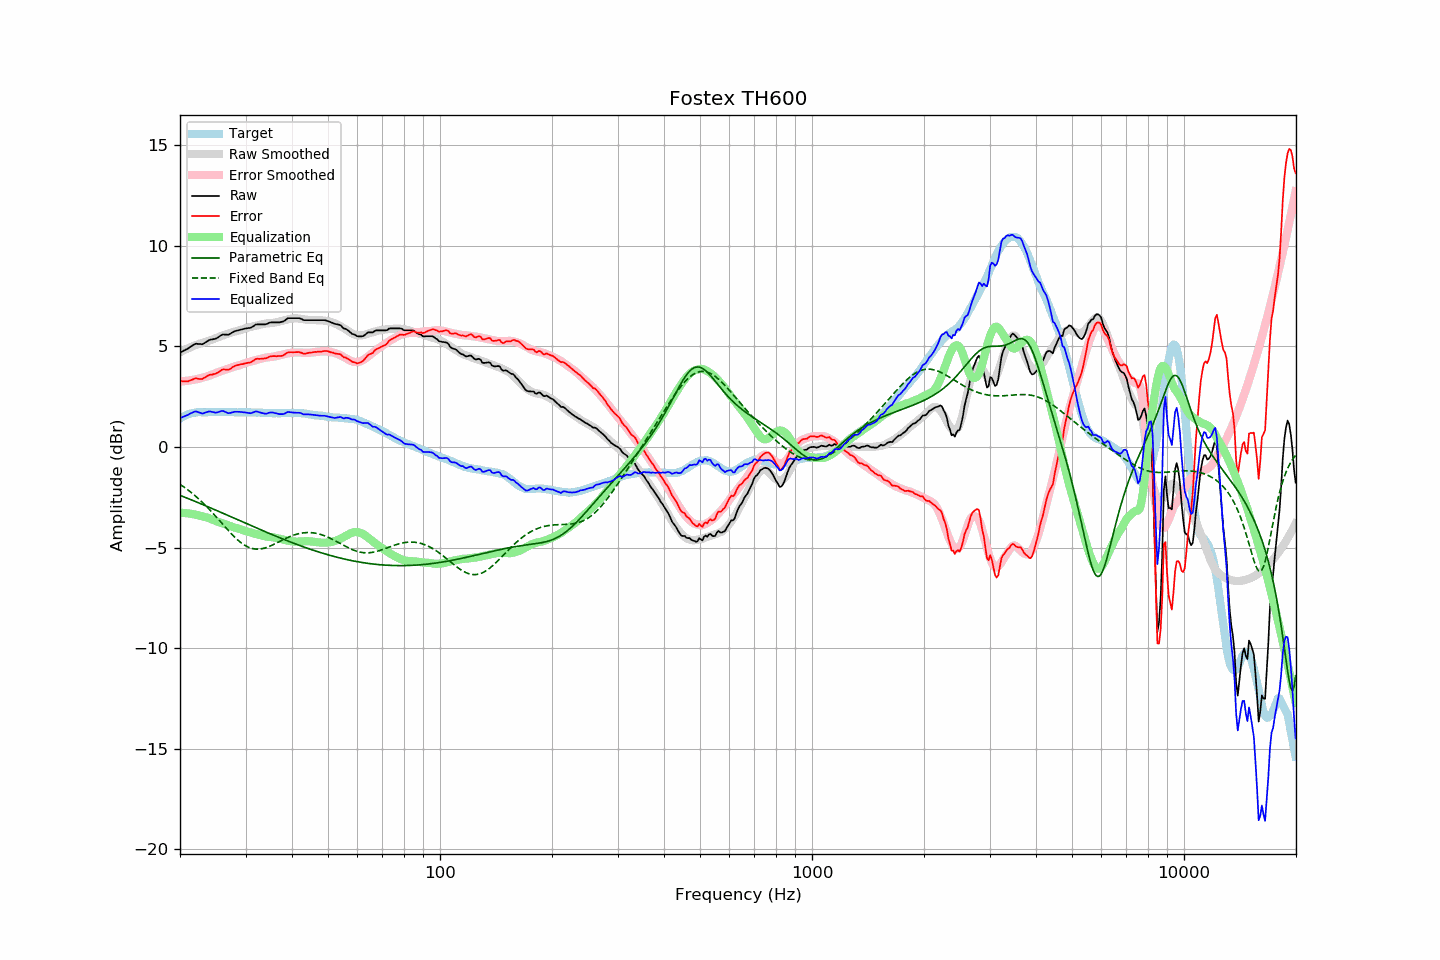 Fostex TH600
Target
Raw Smoothed
Error Smoothed
Raw
Error
Equalization
Parametric Eq
Fixed Band Eq
Equalized
15
10
5
0
−5
−10
−15
−20
Amplitude (dBr)
100
1000
10000
Frequency (Hz)